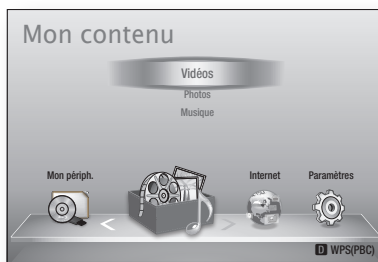 Mon contenu
Vidéos
Photos
Musique
Mon périph.
Internet
Paramètres
D WPS(PBC)